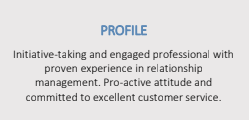 PROFILE
Initiative-taking and engaged professional with
proven experience in relationship
management. Pro-active attitude and
committed to excellent customer service.